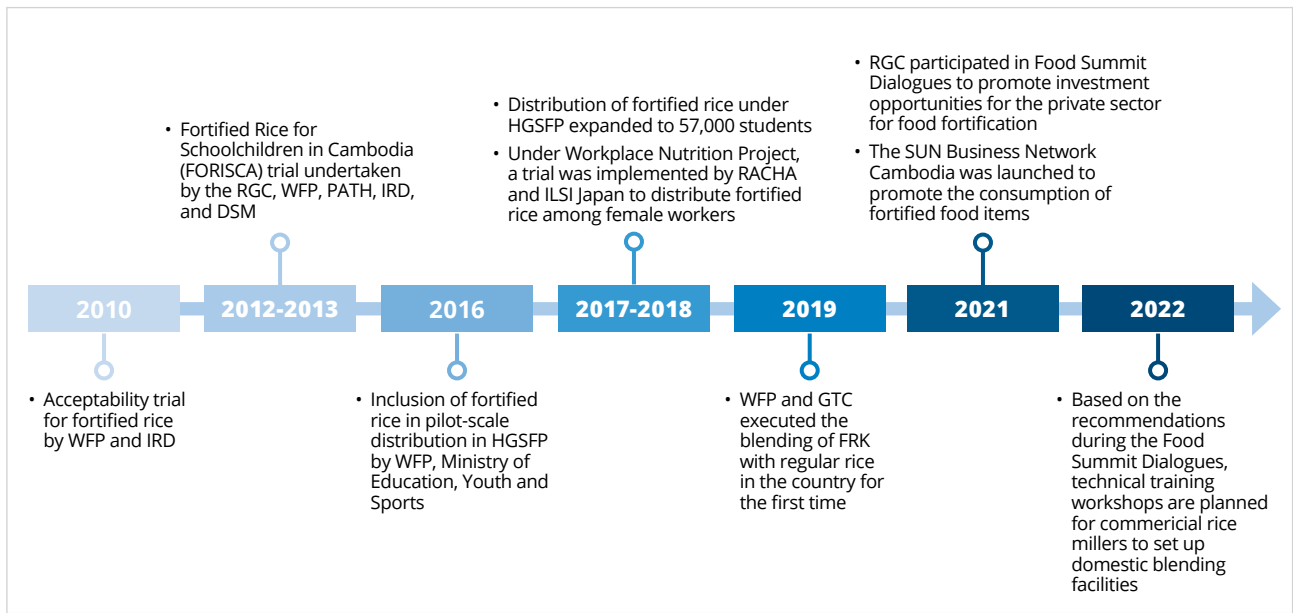 • RGC participated in Food Summit
Dialogues to promote investment
opportunities for the private sector
for food fortification
• The SUN Business Network
Cambodia was launched to
promote the consumption of
fortified food items
• Distribution of fortified rice under
HGSFP expanded to 57,000 students
• Under Workplace Nutrition Project,
a trial was implemented by RACHA
and ILSI Japan to distribute fortified
rice among female workers
• Fortified Rice for
Schoolchildren in Cambodia
(FORISCA) trial undertaken
by the RGC, WFP, PATH, IRD,
and DSM
2010
2012-2013
2016
2017-2018
2019
2021
2022
• Acceptability trial
for fortified rice
by WFP and IRD
• Inclusion of fortified
rice in pilot-scale
distribution in HGSFP
by WFP, Ministry of
Education, Youth and
Sports
• WFP and GTC
executed the
blending of FRK
with regular rice
in the country for
the first time
• Based on the
recommendations
during the Food
Summit Dialogues,
technical training
workshops are planned
for commericial rice
millers to set up
domestic blending
facilities